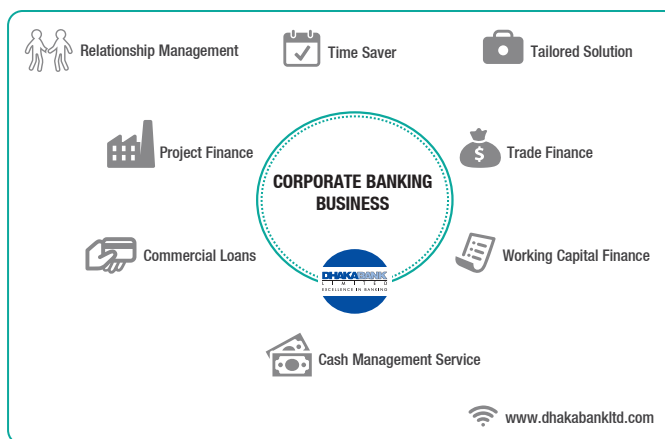 Relationship Management
Time Saver
Tailored Solution
Project Finance
Trade Finance
CORPORATE BANKING
BUSINESS
Commercial Loans
Working Capital Finance
DHAKABANK
LIMITED
EXCELLENCE IN BANKING
Cash Management Service
www.dhakabankltd.com